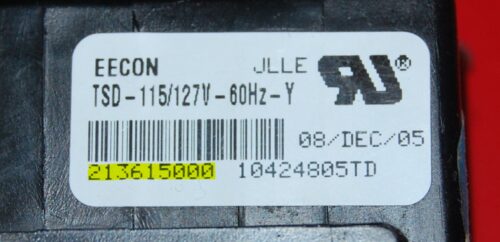 EECON JLLE
TSD-115/127V-60Hz-Y
08/DEC/05
213615000 10424805TD